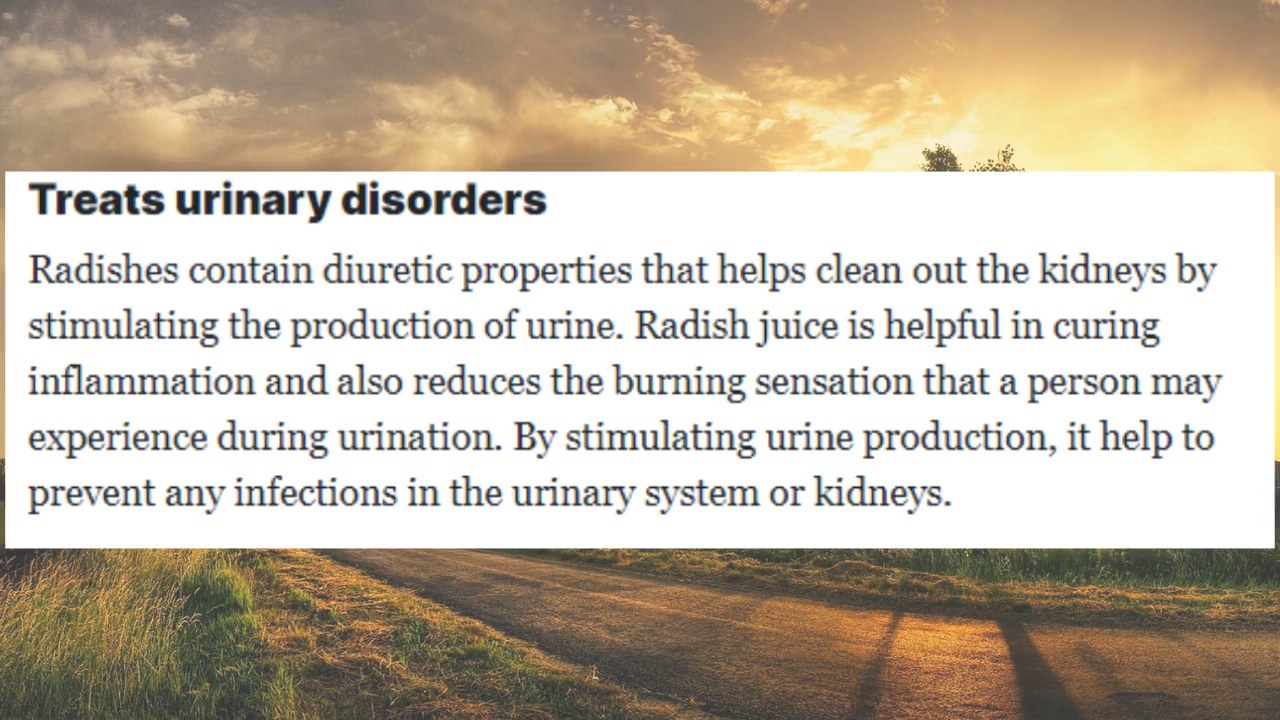 Treats urinary disorders
Radishes contain diuretic properties that helps clean out the kidneys by
stimulating the production of urine. Radish juice is helpful in curing
inflammation and also reduces the burning sensation that a person may
experience during urination. By stimulating urine production, it help to
prevent any infections in the urinary system or kidneys.